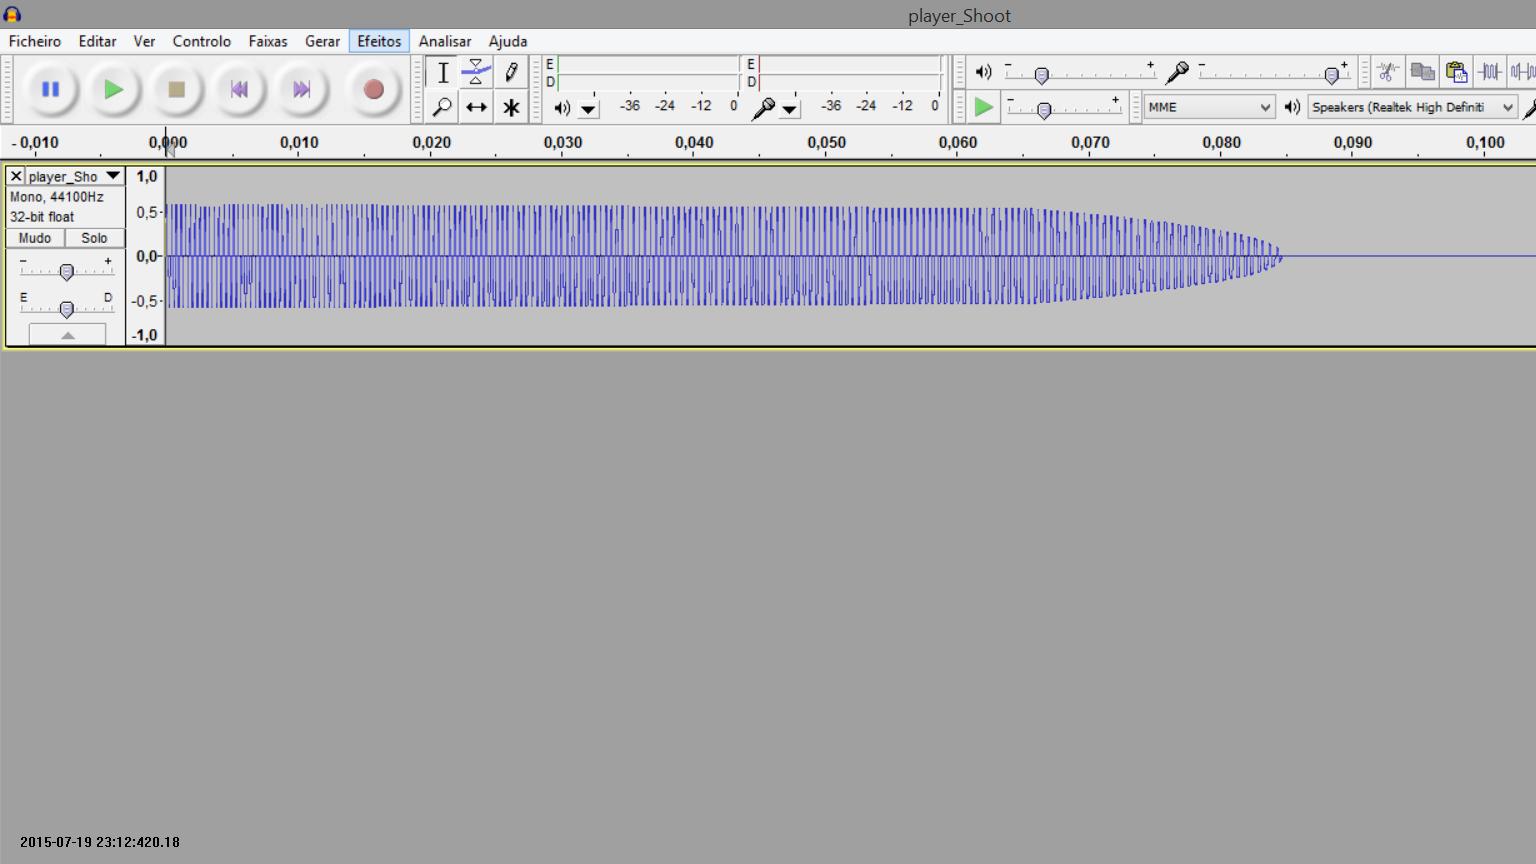 player_Shoot
Ficheiro Editar Ver Controlo Faixas Gerar Efeitos Analisar Ajuda
E E
D D
-36 -24 -12 0 -36 -24 -12 0
MME Speakers (Realtek High Definiti
- 0,010 0,000 0,010 0,020 0,030 0,040 0,050 0,060 0,070 0,080 0,090 0,100
player_Sho 1,0
Mono, 44100Hz
32-bit float 0,5-
Mudo Solo
- + 0,0-
E D -0,5-
-1,0
2015-07-19 23:12:420.18